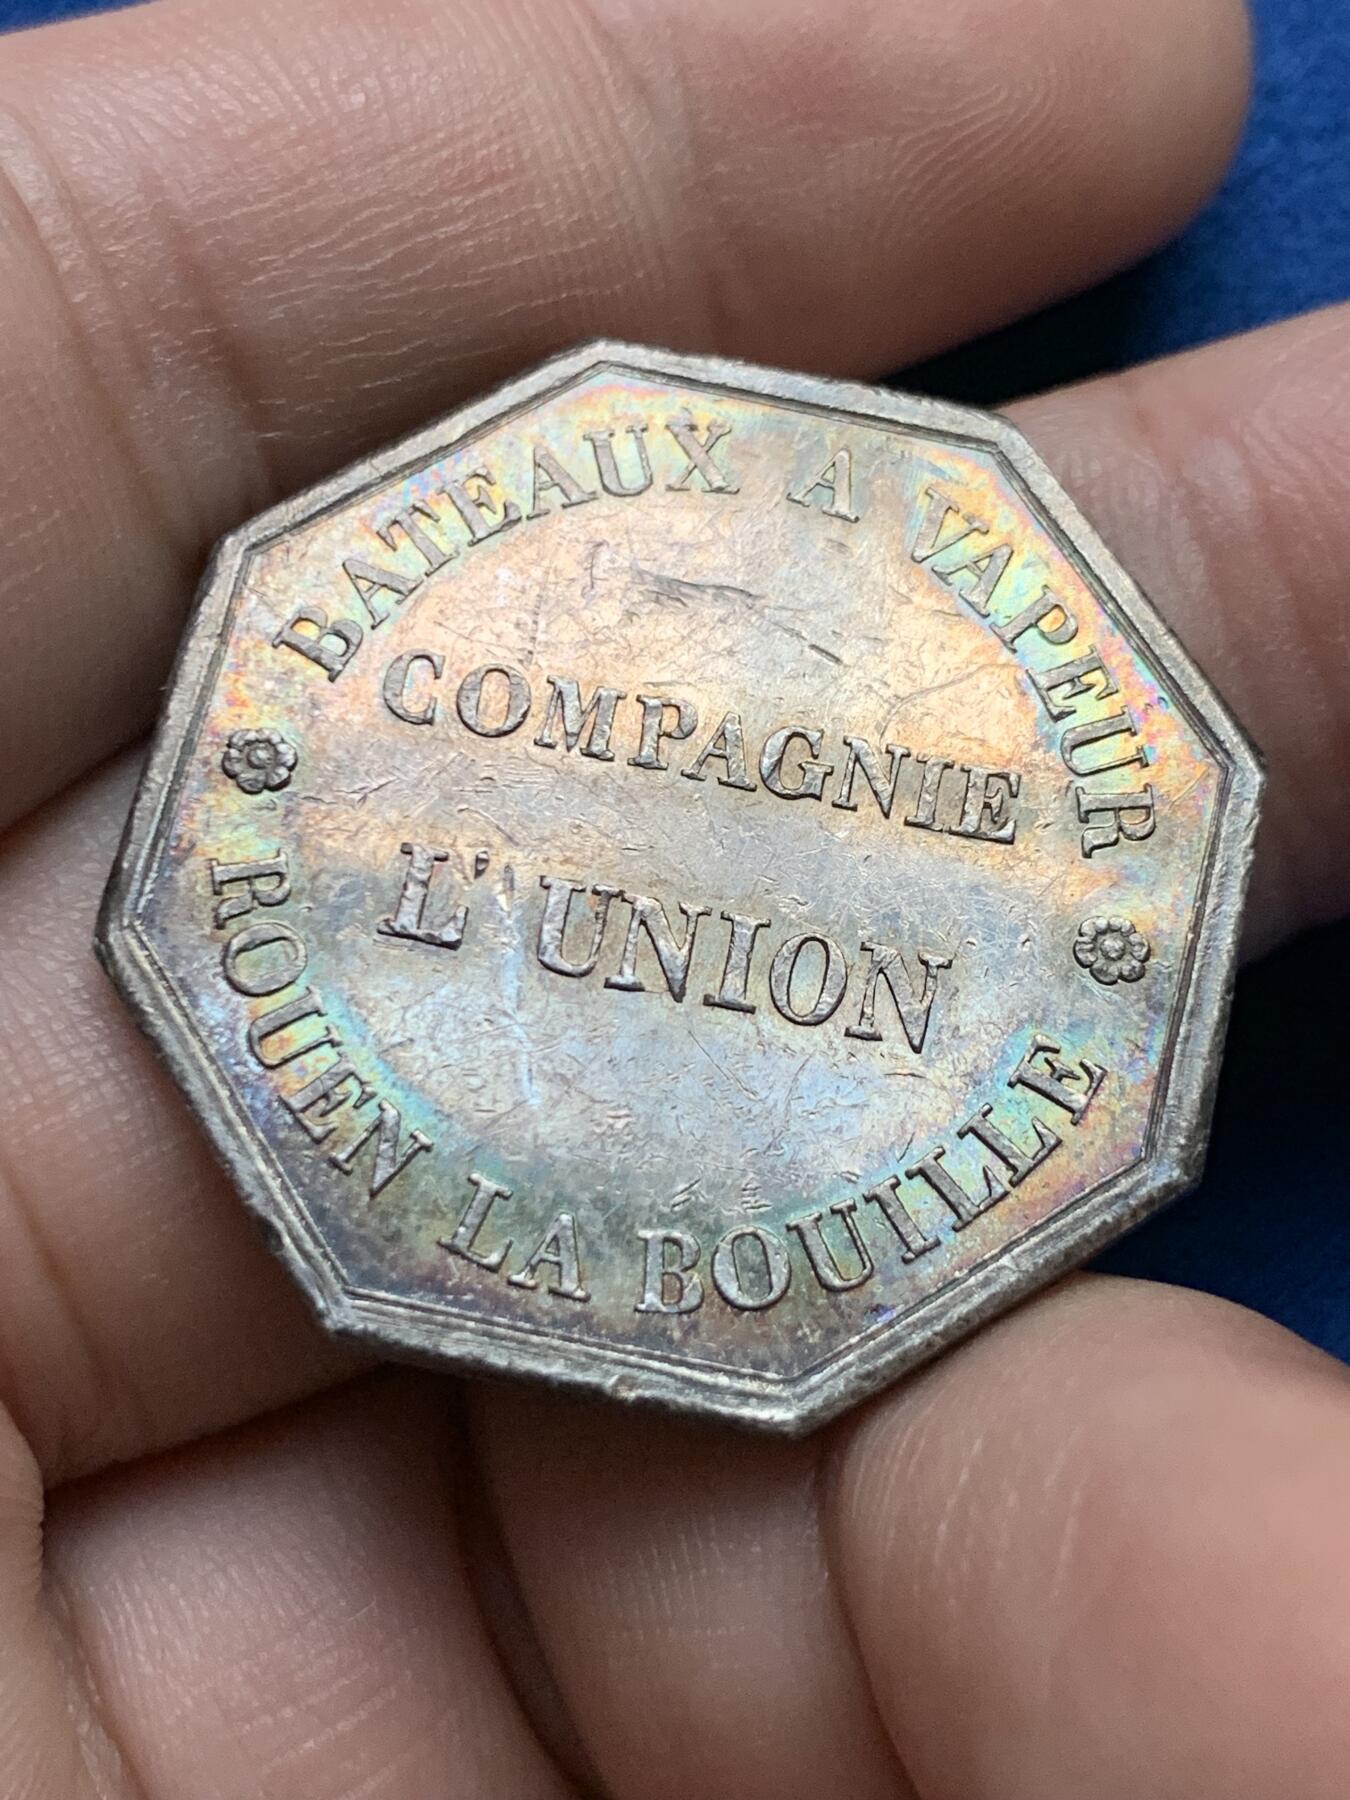 BATEAUX A VAPEUR
COMPAGNIE
L'UNION
ROUEN LA BOUILLE